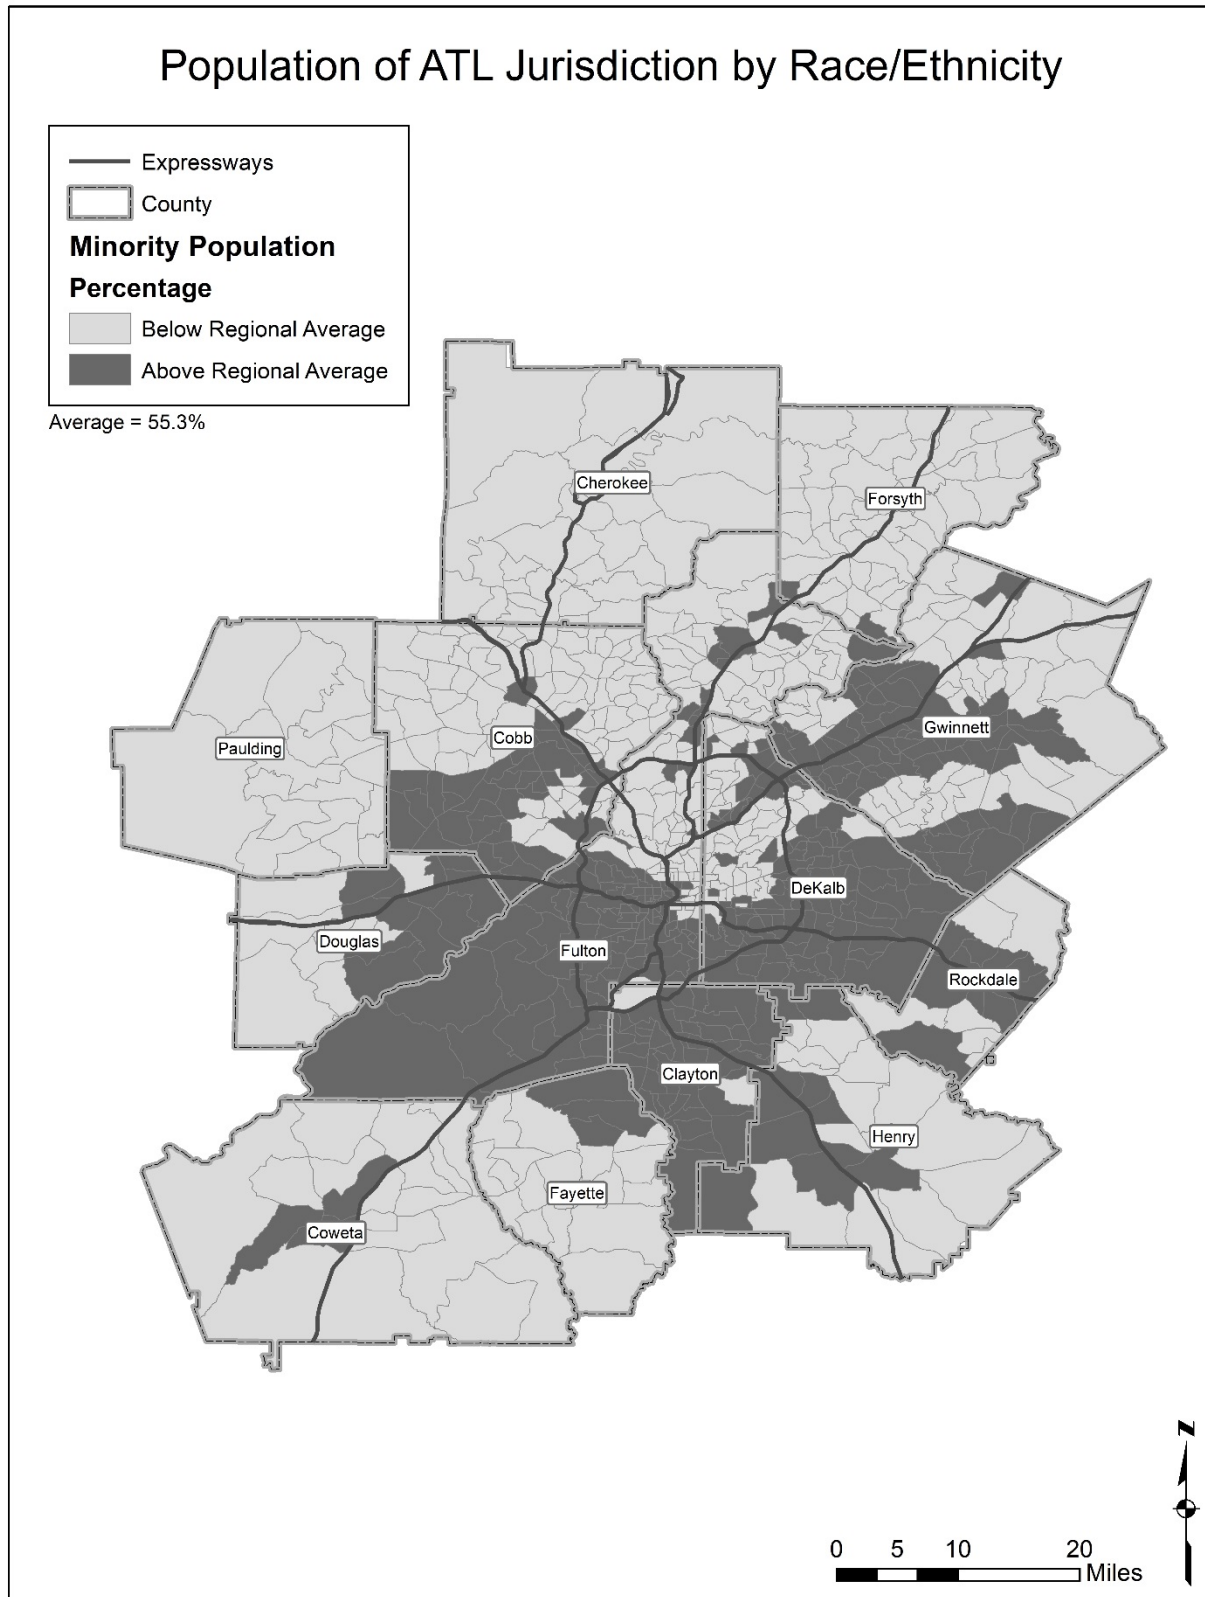 Population of ATL Jurisdiction by Race/Ethnicity
Expressways
County
Minority Population
Percentage
Below Regional Average
Above Regional Average
Average = 55.3%
Cherokee
Forsyth
Gwinnett
Cobb
Paulding
DeKalb
Douglas
Fulton
Rockdale
Clayton
Henry
Fayette
Coweta
N
0 5 10 20
Miles